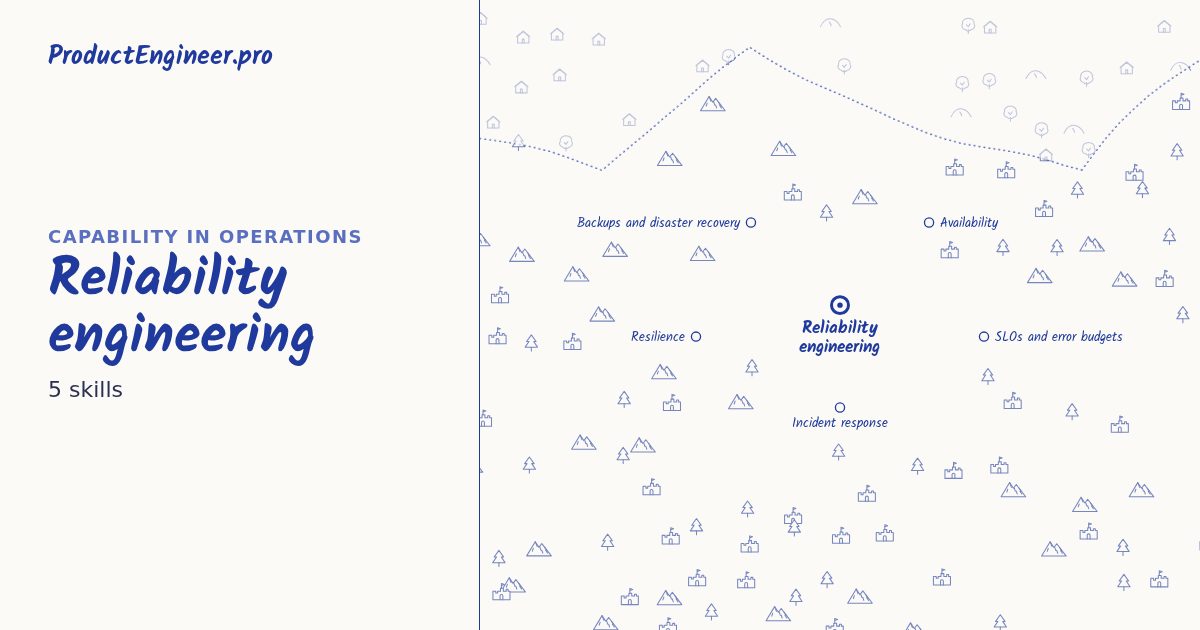 ProductEngineer.pro
CAPABILITY IN OPERATIONS
Reliability
engineering
5 skills
Backups and disaster recovery
Availability
Reliability
engineering
Resilience
SLOs and error budgets
Incident response